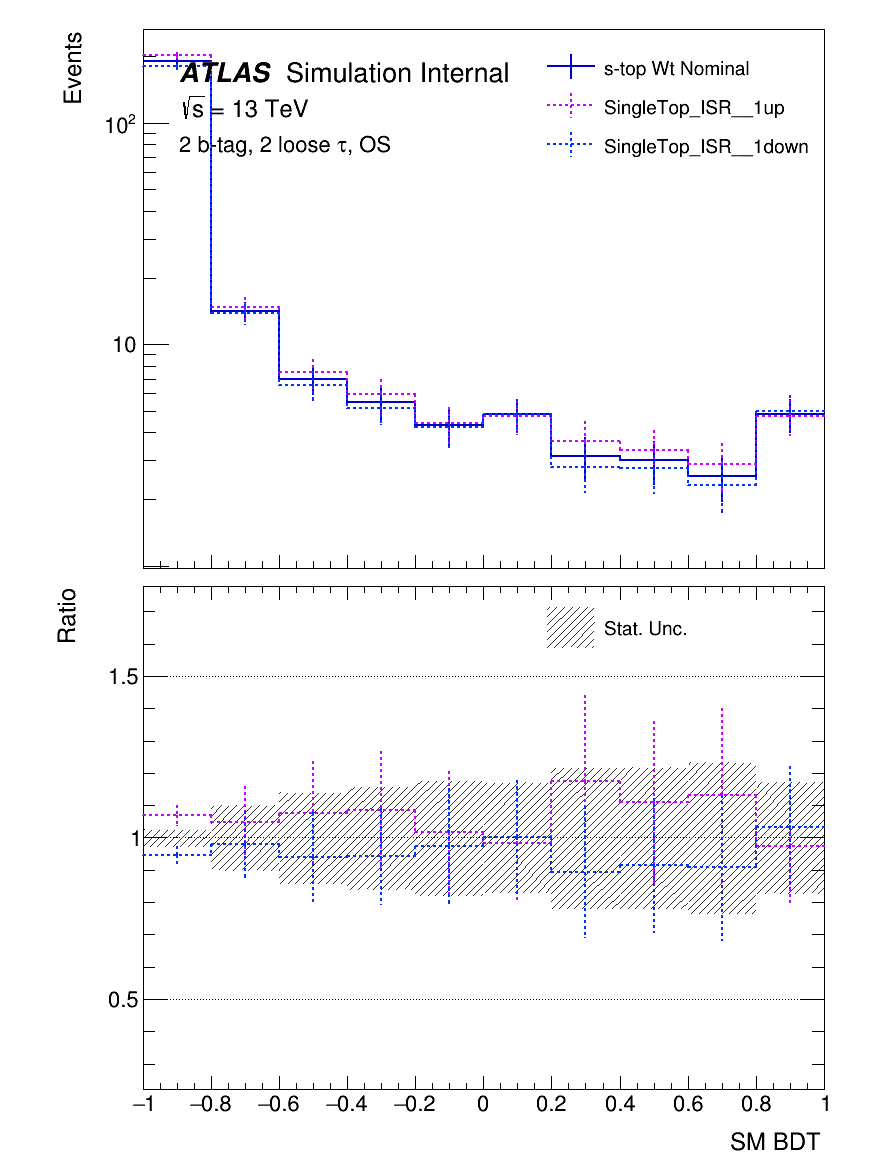 Events
ATLAS Simulation Internal
√s = 13 TeV
2 b-tag, 2 loose τ, OS
s-top Wt Nominal
SingleTop_ISR__1up
SingleTop_ISR__1down
10²
10
Ratio
Stat. Unc.
1.5
1
0.5
−1 −0.8 −0.6 −0.4 −0.2 0 0.2 0.4 0.6 0.8 1
SM BDT